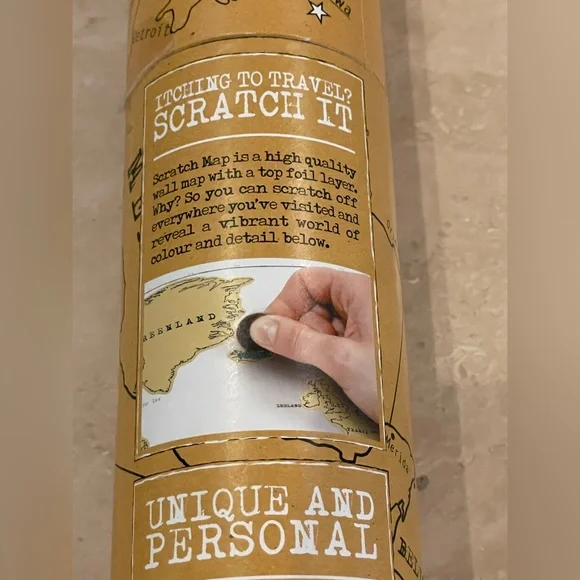 Detroit
ITCHING TO TRAVEL?
SCRATCH IT
Scratch Map is a high quality
wall map with a top foil layer.
Why? So you can scratch off
everywhere you've visited and
reveal a vibrant world of
colour and detail below.
REENLAND
IRELAND
UNIQUE AND
PERSONAL